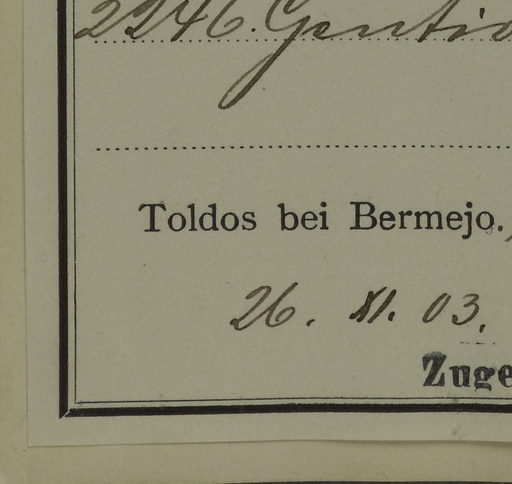 2246. Gentia
Toldos bei Bermejo.
26. XI. 03.
Zuge